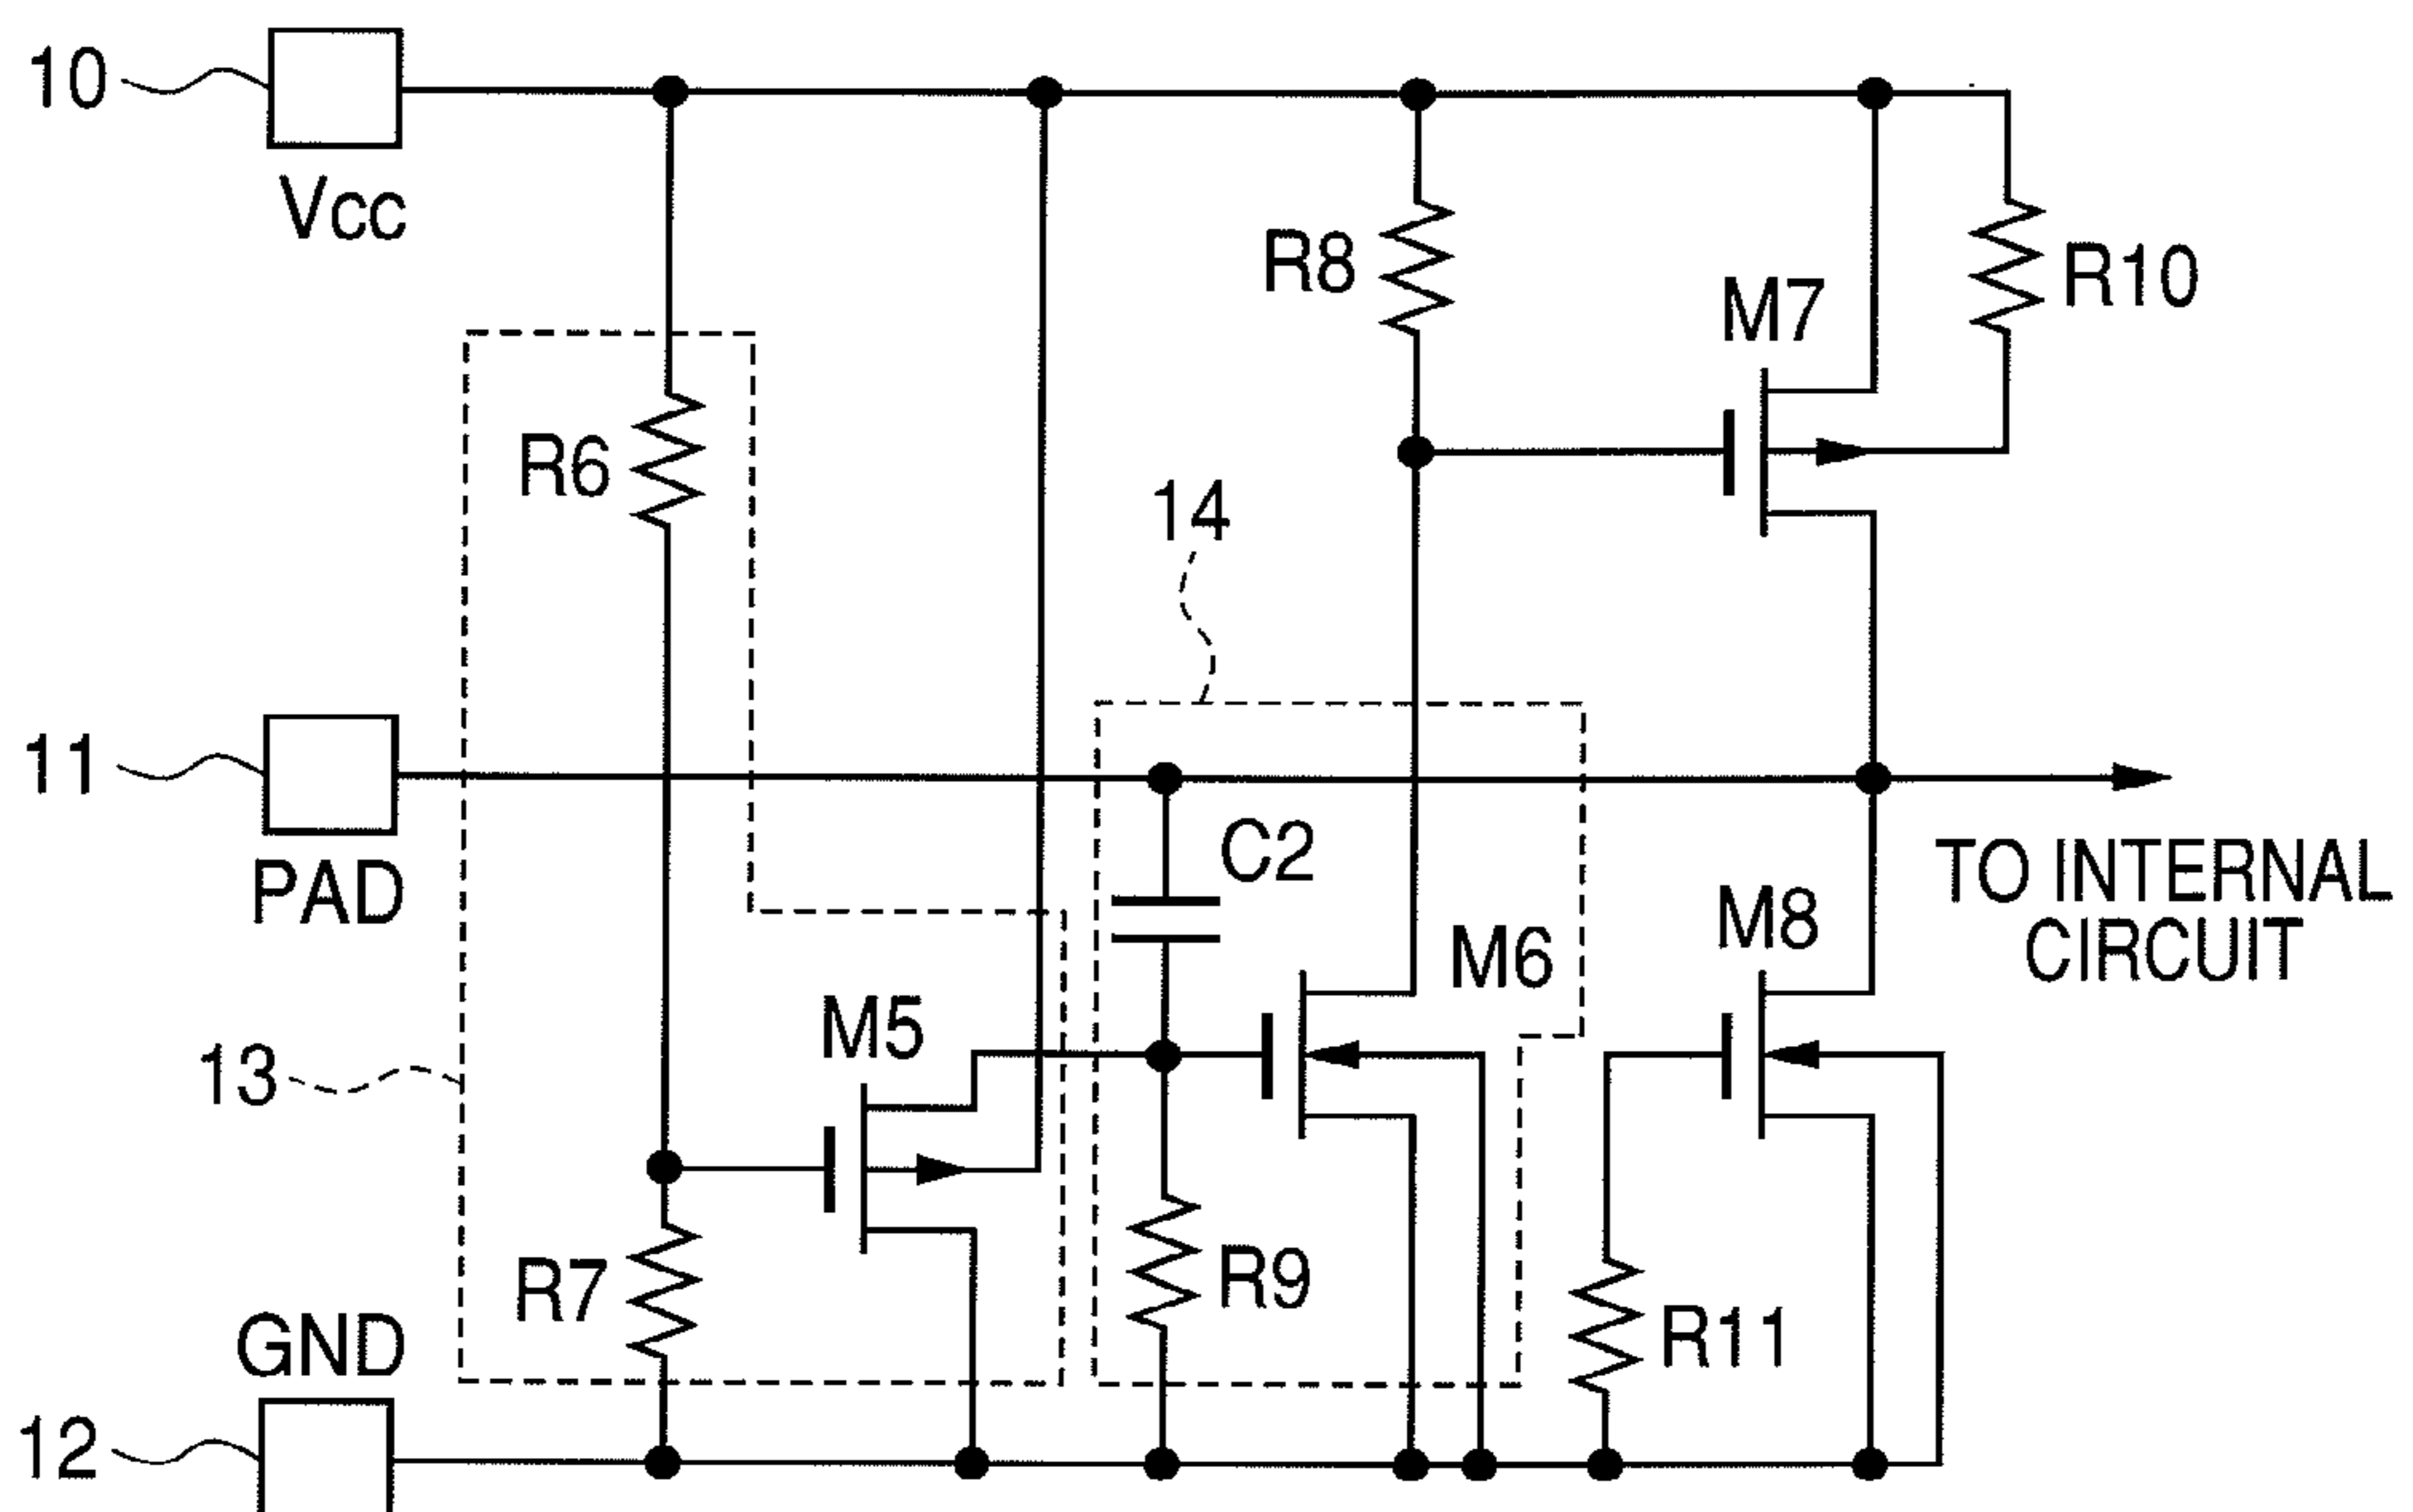 10
Vcc
R8
M7
R10
R6
14
11
PAD
C2
TO INTERNAL
CIRCUIT
M8
M6
M5
13
R9
R7
R11
GND
12